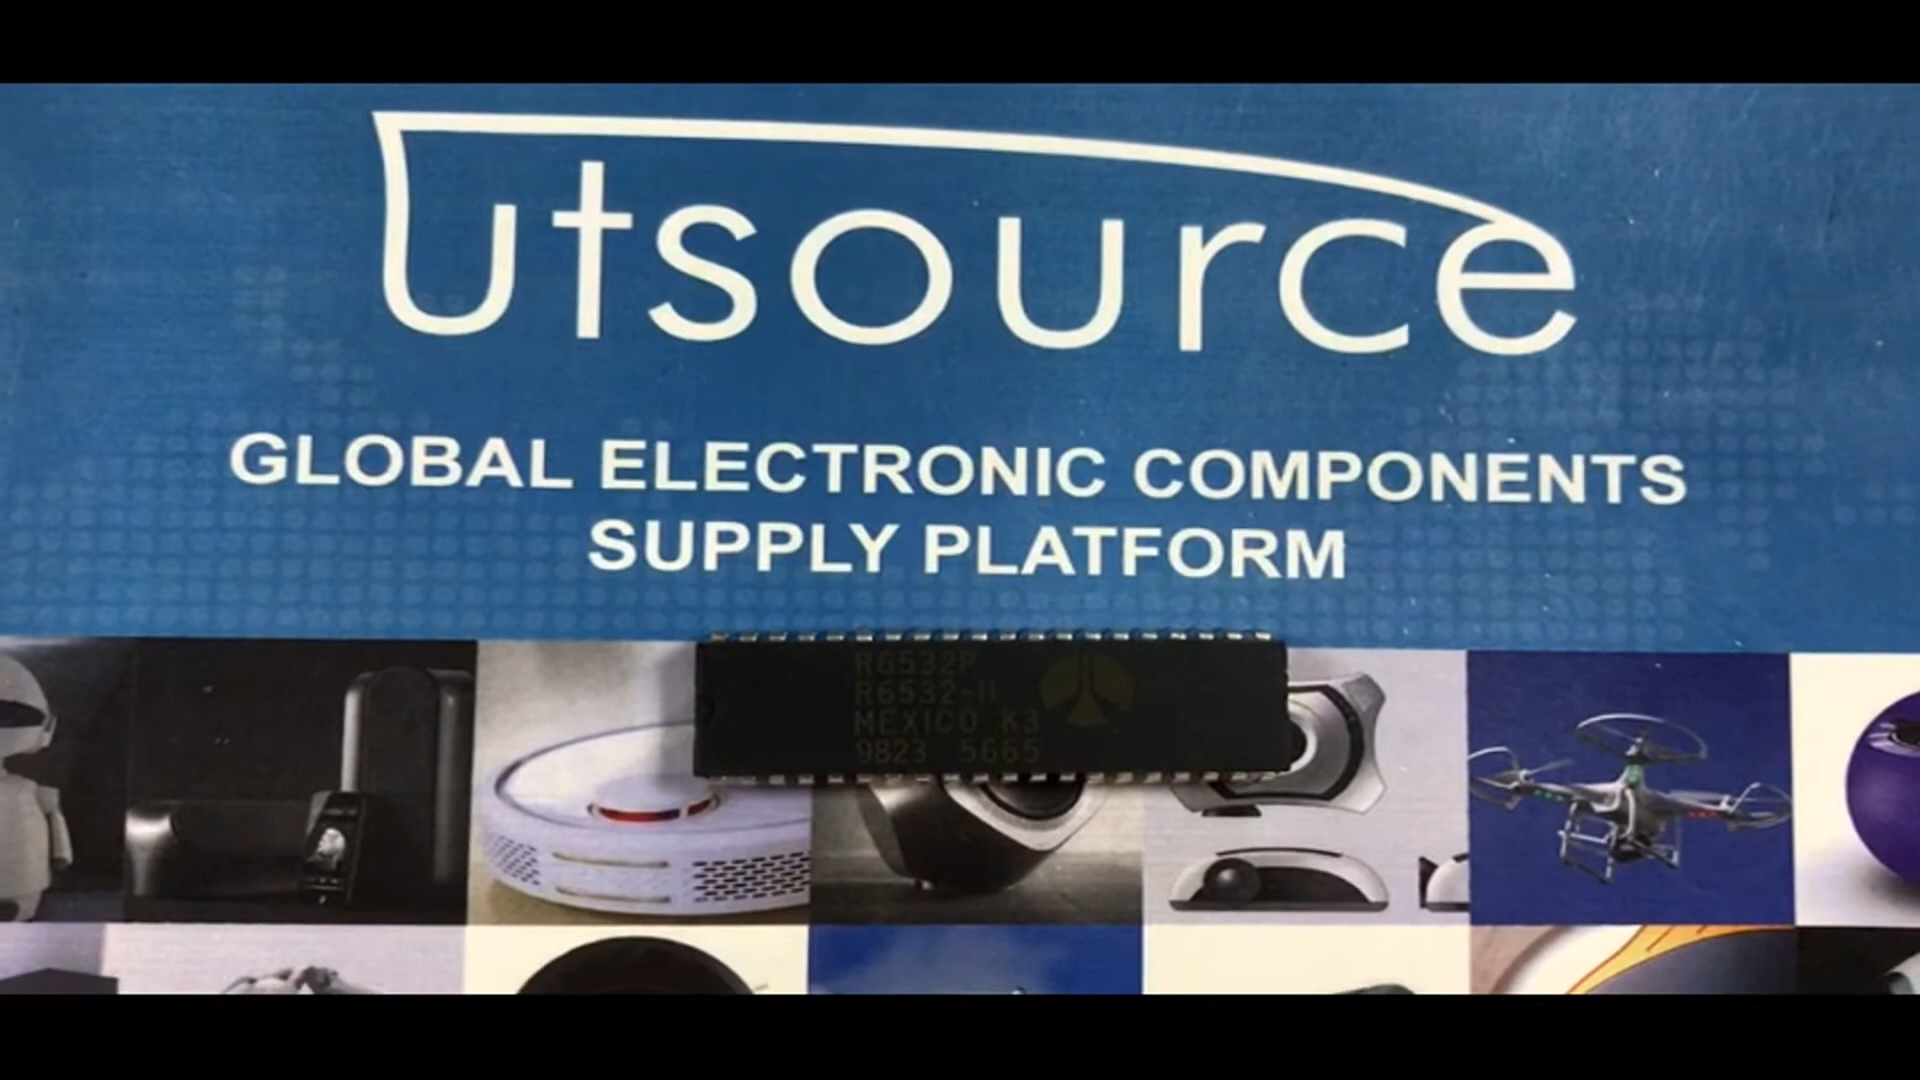 utsource
GLOBAL ELECTRONIC COMPONENTS
SUPPLY PLATFORM
R6532P
R6532-11
MEXICO K3
9823 5665